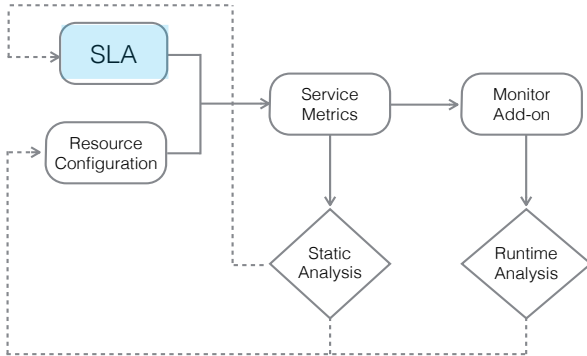 SLA
Resource
Configuration
Service
Metrics
Monitor
Add-on
Static
Analysis
Runtime
Analysis